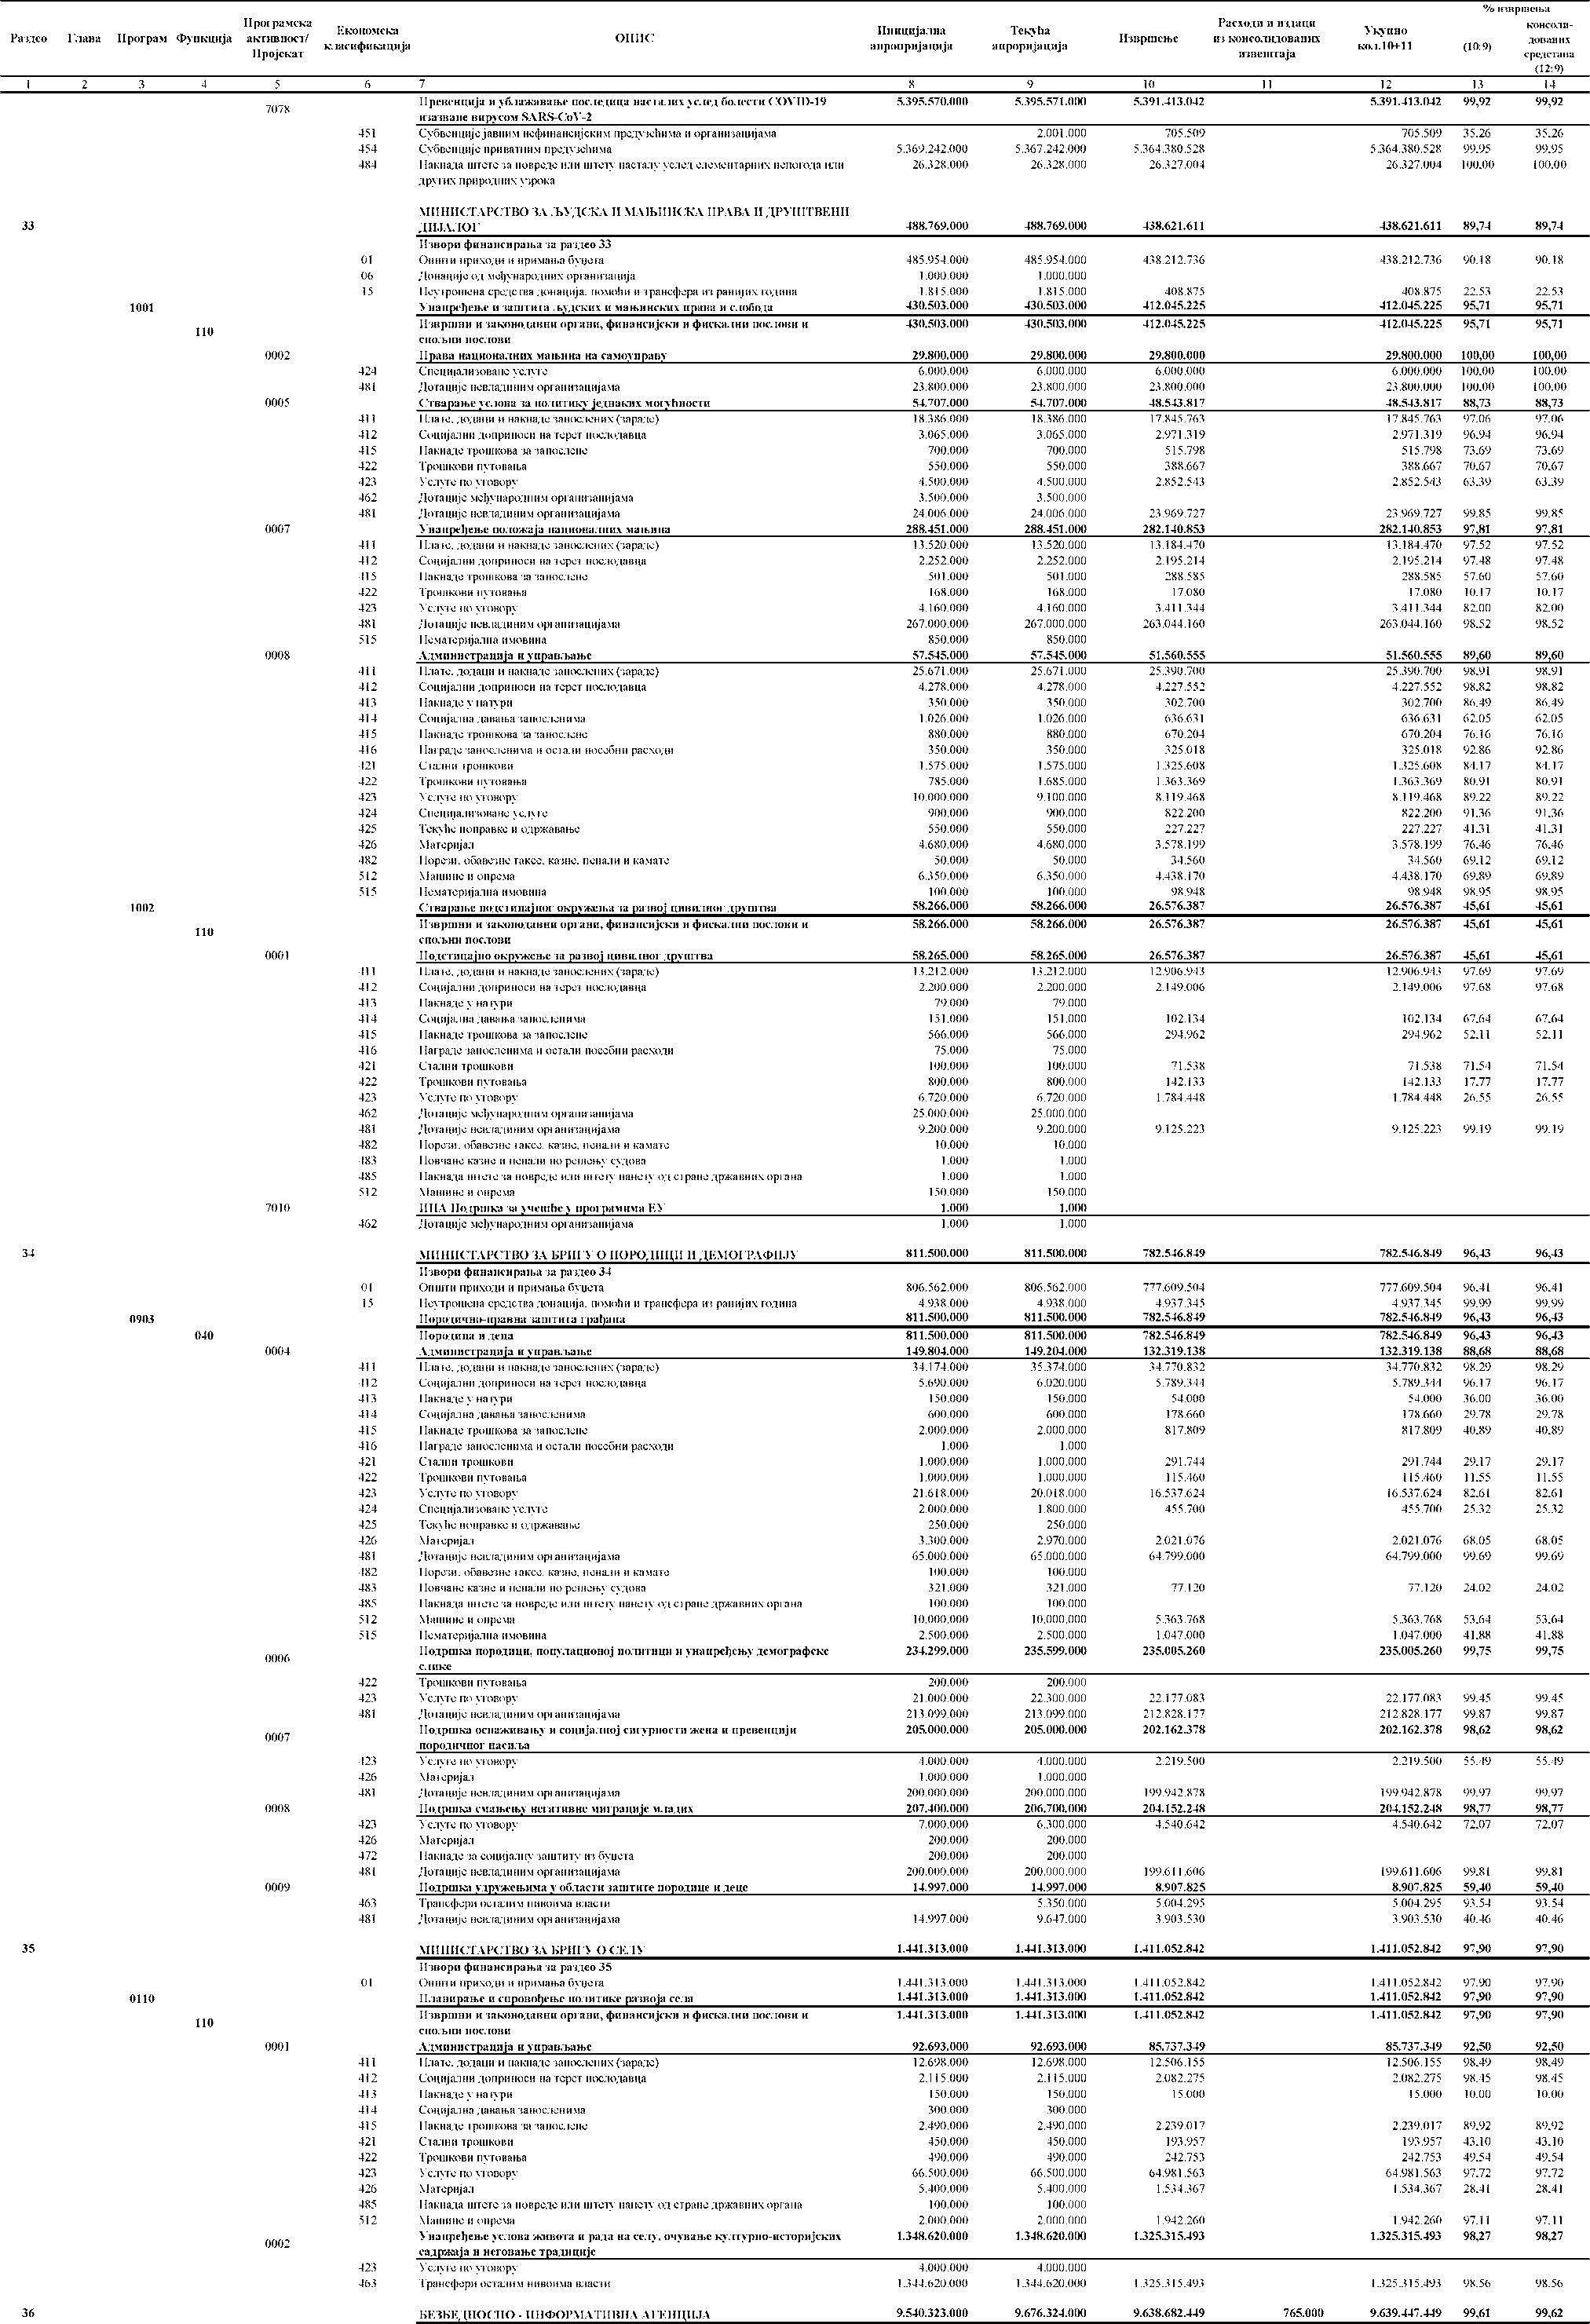 Раздео Глава Програм Функција Програмска активност/ Пројекат Економска класификација ОПИС Иницијална апропријација Текућа апроријација Извршење Расходи и издаци из консолидованих извештаја Укупно кол.10+11 % извршења (10:9) консоли-дованих средстава (12:9)
1 2 3 4 5 6 7 8 9 10 11 12 13 14
7078 Превенција и ублажавање последица насталих услед болести COVID-19 изазване вирусом SARS-CoV-2 5.395.570.000 5.395.571.000 5.391.413.042 5.391.413.042 99,92 99,92
451 Субвенције јавним нефинансијским предузећима и организацијама 2.001.000 705.509 705.509 35,26 35,26
454 Субвенције приватним предузећима 5.369.242.000 5.367.242.000 5.364.380.528 5.364.380.528 99,95 99,95
484 Накнада штете за повреде или штету насталу услед елементарних непогода или других природних узрока 26.328.000 26.328.000 26.327.004 26.327.004 100,00 100,00
33 МИНИСТАРСТВО ЗА ЉУДСКА И МАЊИНСКА ПРАВА И ДРУШТВЕНИ ДИЈАЛОГ 488.769.000 488.769.000 438.621.611 438.621.611 89,74 89,74
Извори финансирања за раздео 33
01 Општи приходи и примања буџета 485.954.000 485.954.000 438.212.736 438.212.736 90,18 90,18
06 Донације од међународних организација 1.000.000 1.000.000
15 Неутрошена средства донација, помоћи и трансфера из ранијих година 1.815.000 1.815.000 408.875 408.875 22,53 22,53
1001 Унапређење и заштита људских и мањинских права и слобода 430.503.000 430.503.000 412.045.225 412.045.225 95,71 95,71
110 Извршни и законодавни органи, финансијски и фискални послови и спољни послови 430.503.000 430.503.000 412.045.225 412.045.225 95,71 95,71
0002 Права националних мањина на самоуправу 29.800.000 29.800.000 29.800.000 29.800.000 100,00 100,00
424 Специјализоване услуге 6.000.000 6.000.000 6.000.000 6.000.000 100,00 100,00
481 Дотације невладиним организацијама 23.800.000 23.800.000 23.800.000 23.800.000 100,00 100,00
0005 Стварање услова за политику једнаких могућности 54.707.000 54.707.000 48.543.817 48.543.817 88,73 88,73
411 Плате, додаци и накнаде запослених (зараде) 18.386.000 18.386.000 17.845.763 17.845.763 97,06 97,06
412 Социјални доприноси на терет послодавца 3.065.000 3.065.000 2.971.319 2.971.319 96,94 96,94
415 Накнаде трошкова за запослене 700.000 700.000 515.798 515.798 73,69 73,69
422 Трошкови путовања 550.000 550.000 388.667 388.667 70,67 70,67
423 Услуге по уговору 4.500.000 4.500.000 2.852.543 2.852.543 63,39 63,39
462 Дотације међународним организацијама 3.500.000 3.500.000
481 Дотације невладиним организацијама 24.006.000 24.006.000 23.969.727 23.969.727 99,85 99,85
0007 Унапређење положаја националних мањина 288.451.000 288.451.000 282.140.853 282.140.853 97,81 97,81
411 Плате, додаци и накнаде запослених (зараде) 13.520.000 13.520.000 13.184.470 13.184.470 97,52 97,52
412 Социјални доприноси на терет послодавца 2.252.000 2.252.000 2.195.214 2.195.214 97,48 97,48
415 Накнаде трошкова за запослене 501.000 501.000 288.585 288.585 57,60 57,60
422 Трошкови путовања 168.000 168.000 17.080 17.080 10,17 10,17
423 Услуге по уговору 4.160.000 4.160.000 3.411.344 3.411.344 82,00 82,00
481 Дотације невладиним организацијама 267.000.000 267.000.000 263.044.160 263.044.160 98,52 98,52
515 Нематеријална имовина 850.000 850.000
0008 Администрација и управљање 57.545.000 57.545.000 51.560.555 51.560.555 89,60 89,60
411 Плате, додаци и накнаде запослених (зараде) 25.671.000 25.671.000 25.390.700 25.390.700 98,91 98,91
412 Социјални доприноси на терет послодавца 4.278.000 4.278.000 4.227.552 4.227.552 98,82 98,82
413 Накнаде у натури 350.000 350.000 302.700 302.700 86,49 86,49
414 Социјална давања запосленима 1.026.000 1.026.000 636.631 636.631 62,05 62,05
415 Накнаде трошкова за запослене 880.000 880.000 670.204 670.204 76,16 76,16
416 Награде запосленима и остали посебни расходи 350.000 350.000 325.018 325.018 92,86 92,86
421 Стални трошкови 1.575.000 1.575.000 1.325.608 1.325.608 84,17 84,17
422 Трошкови путовања 785.000 1.685.000 1.363.369 1.363.369 80,91 80,91
423 Услуге по уговору 10.000.000 9.100.000 8.119.468 8.119.468 89,22 89,22
424 Специјализоване услуге 900.000 900.000 822.200 822.200 91,36 91,36
425 Текуће поправке и одржавање 550.000 550.000 227.227 227.227 41,31 41,31
426 Материјал 4.680.000 4.680.000 3.578.199 3.578.199 76,46 76,46
482 Порези, обавезне таксе, казне, пенали и камате 50.000 50.000 34.560 34.560 69,12 69,12
512 Машине и опрема 6.350.000 6.350.000 4.438.170 4.438.170 69,89 69,89
515 Нематеријална имовина 100.000 100.000 98.948 98.948 98,95 98,95
1002 Стварање подстицајног окружења за развој цивилног друштва 58.266.000 58.266.000 26.576.387 26.576.387 45,61 45,61
110 Извршни и законодавни органи, финансијски и фискални послови и спољни послови 58.266.000 58.266.000 26.576.387 26.576.387 45,61 45,61
0001 Подстицајно окружење за развој цивилног друштва 58.265.000 58.265.000 26.576.387 26.576.387 45,61 45,61
411 Плате, додаци и накнаде запослених (зараде) 13.212.000 13.212.000 12.906.943 12.906.943 97,69 97,69
412 Социјални доприноси на терет послодавца 2.200.000 2.200.000 2.149.006 2.149.006 97,68 97,68
413 Накнаде у натури 79.000 79.000
414 Социјална давања запосленима 151.000 151.000 102.134 102.134 67,64 67,64
415 Накнаде трошкова за запослене 566.000 566.000 294.962 294.962 52,11 52,11
416 Награде запосленима и остали посебни расходи 75.000 75.000
421 Стални трошкови 100.000 100.000 71.538 71.538 71,54 71,54
422 Трошкови путовања 800.000 800.000 142.133 142.133 17,77 17,77
423 Услуге по уговору 6.720.000 6.720.000 1.784.448 1.784.448 26,55 26,55
462 Дотације међународним организацијама 25.000.000 25.000.000
481 Дотације невладиним организацијама 9.200.000 9.200.000 9.125.223 9.125.223 99,19 99,19
482 Порези, обавезне таксе, казне, пенали и камате 10.000 10.000
483 Новчане казне и пенали по решењу судова 1.000 1.000
485 Накнада штете за повреде или штету нанету од стране државних органа 1.000 1.000
512 Машине и опрема 150.000 150.000
7010 ИПА Подршка за учешће у програмима ЕУ 1.000 1.000
462 Дотације међународним организацијама 1.000 1.000
34 МИНИСТАРСТВО ЗА БРИГУ О ПОРОДИЦИ И ДЕМОГРАФИЈУ 811.500.000 811.500.000 782.546.849 782.546.849 96,43 96,43
Извори финансирања за раздео 34
01 Општи приходи и примања буџета 806.562.000 806.562.000 777.609.504 777.609.504 96,41 96,41
15 Неутрошена средства донација, помоћи и трансфера из ранијих година 4.938.000 4.938.000 4.937.345 4.937.345 99,99 99,99
0903 Породично-правна заштита грађана 811.500.000 811.500.000 782.546.849 782.546.849 96,43 96,43
040 Породица и деца 811.500.000 811.500.000 782.546.849 782.546.849 96,43 96,43
0004 Администрација и управљање 149.804.000 149.204.000 132.319.138 132.319.138 88,68 88,68
411 Плате, додаци и накнаде запослених (зараде) 34.174.000 35.374.000 34.770.832 34.770.832 98,29 98,29
412 Социјални доприноси на терет послодавца 5.690.000 6.020.000 5.789.344 5.789.344 96,17 96,17
413 Накнаде у натури 150.000 150.000 54.000 54.000 36,00 36,00
414 Социјална давања запосленима 600.000 600.000 178.660 178.660 29,78 29,78
415 Накнаде трошкова за запослене 2.000.000 2.000.000 817.809 817.809 40,89 40,89
416 Награде запосленима и остали посебни расходи 1.000 1.000
421 Стални трошкови 1.000.000 1.000.000 291.744 291.744 29,17 29,17
422 Трошкови путовања 1.000.000 1.000.000 115.460 115.460 11,55 11,55
423 Услуге по уговору 21.618.000 20.018.000 16.537.624 16.537.624 82,61 82,61
424 Специјализоване услуге 2.000.000 1.800.000 455.700 455.700 25,32 25,32
425 Текуће поправке и одржавање 250.000 250.000
426 Материјал 3.300.000 2.970.000 2.021.076 2.021.076 68,05 68,05
481 Дотације невладиним организацијама 65.000.000 65.000.000 64.799.000 64.799.000 99,69 99,69
482 Порези, обавезне таксе, казне, пенали и камате 100.000 100.000
483 Новчане казне и пенали по решењу судова 321.000 321.000 77.120 77.120 24,02 24,02
485 Накнада штете за повреде или штету нанету од стране државних органа 100.000 100.000
512 Машине и опрема 10.000.000 10.000.000 5.363.768 5.363.768 53,64 53,64
515 Нематеријална имовина 2.500.000 2.500.000 1.047.000 1.047.000 41,88 41,88
0006 Подршка породици, популационој политици и унапређењу демографске слике 234.299.000 235.599.000 235.005.260 235.005.260 99,75 99,75
422 Трошкови путовања 200.000 200.000
423 Услуге по уговору 21.000.000 22.300.000 22.177.083 22.177.083 99,45 99,45
481 Дотације невладиним организацијама 213.099.000 213.099.000 212.828.177 212.828.177 99,87 99,87
0007 Подршка оснаживању и социјалној сигурности жена и превенцији породичног насиља 205.000.000 205.000.000 202.162.378 202.162.378 98,62 98,62
423 Услуге по уговору 4.000.000 4.000.000 2.219.500 2.219.500 55,49 55,49
426 Материјал 1.000.000 1.000.000
481 Дотације невладиним организацијама 200.000.000 200.000.000 199.942.878 199.942.878 99,97 99,97
0008 Подршка смањењу негативне миграције младих 207.400.000 206.700.000 204.152.248 204.152.248 98,77 98,77
423 Услуге по уговору 7.000.000 6.300.000 4.540.642 4.540.642 72,07 72,07
426 Материјал 200.000 200.000
472 Накнаде за социјалну заштиту из буџета 200.000 200.000
481 Дотације невладиним организацијама 200.000.000 200.000.000 199.611.606 199.611.606 99,81 99,81
0009 Подршка удружењима у области заштите породице и деце 14.997.000 14.997.000 8.907.825 8.907.825 59,40 59,40
463 Трансфери осталим нивоима власти 5.350.000 5.004.295 5.004.295 93,54 93,54
481 Дотације невладиним организацијама 14.997.000 9.647.000 3.903.530 3.903.530 40,46 40,46
35 МИНИСТАРСТВО ЗА БРИГУ О СЕЛУ 1.441.313.000 1.441.313.000 1.411.052.842 1.411.052.842 97,90 97,90
Извори финансирања за раздео 35
01 Општи приходи и примања буџета 1.441.313.000 1.441.313.000 1.411.052.842 1.411.052.842 97,90 97,90
0110 Планирање и спровођење политике развоја села 1.441.313.000 1.441.313.000 1.411.052.842 1.411.052.842 97,90 97,90
110 Извршни и законодавни органи, финансијски и фискални послови и спољни послови 1.441.313.000 1.441.313.000 1.411.052.842 1.411.052.842 97,90 97,90
0001 Администрација и управљање 92.693.000 92.693.000 85.737.349 85.737.349 92,50 92,50
411 Плате, додаци и накнаде запослених (зараде) 12.698.000 12.698.000 12.506.155 12.506.155 98,49 98,49
412 Социјални доприноси на терет послодавца 2.115.000 2.115.000 2.082.275 2.082.275 98,45 98,45
413 Накнаде у натури 150.000 150.000 15.000 15.000 10,00 10,00
414 Социјална давања запосленима 300.000 300.000
415 Накнаде трошкова за запослене 2.490.000 2.490.000 2.239.017 2.239.017 89,92 89,92
421 Стални трошкови 450.000 450.000 193.957 193.957 43,10 43,10
422 Трошкови путовања 490.000 490.000 242.753 242.753 49,54 49,54
423 Услуге по уговору 66.500.000 66.500.000 64.981.563 64.981.563 97,72 97,72
426 Материјал 5.400.000 5.400.000 1.534.367 1.534.367 28,41 28,41
485 Накнада штете за повреде или штету нанету од стране државних органа 100.000 100.000
512 Машине и опрема 2.000.000 2.000.000 1.942.260 1.942.260 97,11 97,11
0002 Унапређење услова живота и рада на селу, очување културно-историјских садржаја и неговање традиције 1.348.620.000 1.348.620.000 1.325.315.493 1.325.315.493 98,27 98,27
423 Услуге по уговору 4.000.000 4.000.000
463 Трансфери осталим нивоима власти 1.344.620.000 1.344.620.000 1.325.315.493 1.325.315.493 98,56 98,56
36 БЕЗБЕДНОСНО - ИНФОРМАТИВНА АГЕНЦИЈА 9.540.323.000 9.676.324.000 9.638.682.449 765.000 9.639.447.449 99,61 99,62